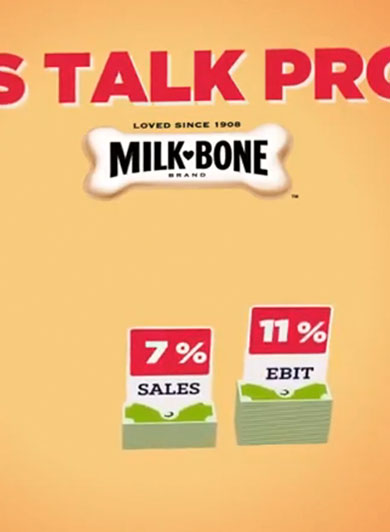 S TALK PRO
LOVED SINCE 1908
MILK♥BONE
BRAND
™
7%
SALES
11%
EBIT